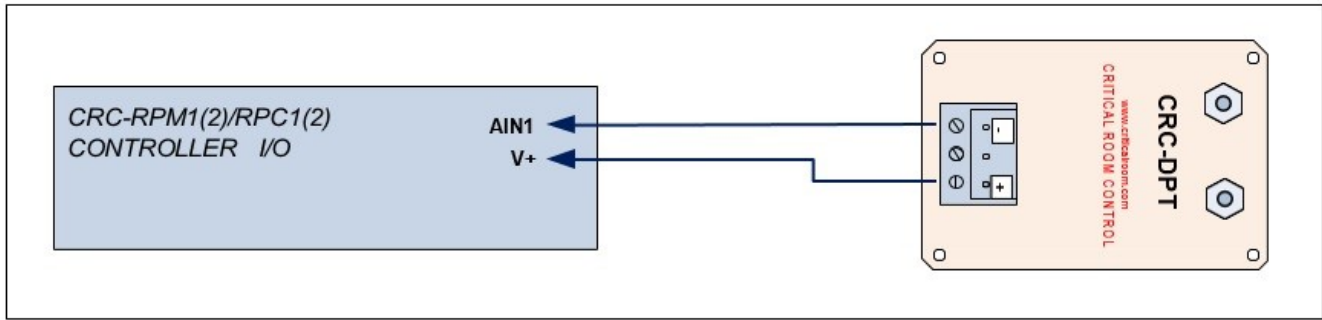 CRC-RPM1(2)/RPC1(2)
CONTROLLER I/O
AIN1
V+
-
+
CRITICAL ROOM CONTROL
www.criticalroom.com
CRC-DPT